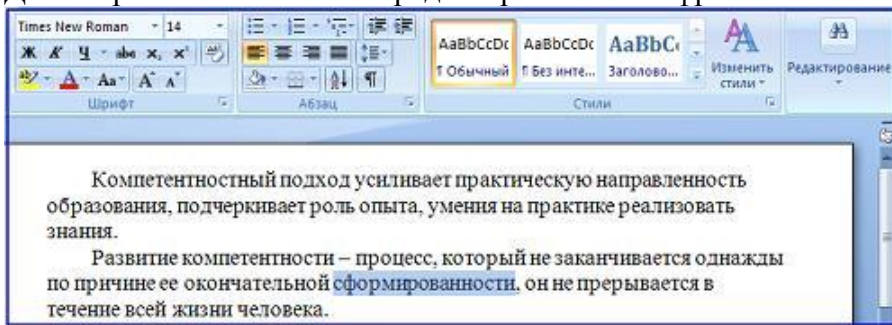 Times New Roman 14
Ж К Ч abe x, x²
Aa A A
Шрифт
Абзац
AaBbCcDc AaBbCcDc AaBbC
¶ Обычный ¶ Без инте... Заголово...
Стили
Изменить стили
Редактирование
Компетентностный подход усиливает практическую направленность
образования, подчеркивает роль опыта, умения на практике реализовать
знания.
Развитие компетентности – процесс, который не заканчивается однажды
по причине ее окончательной сформированности, он не прерывается в
течение всей жизни человека.